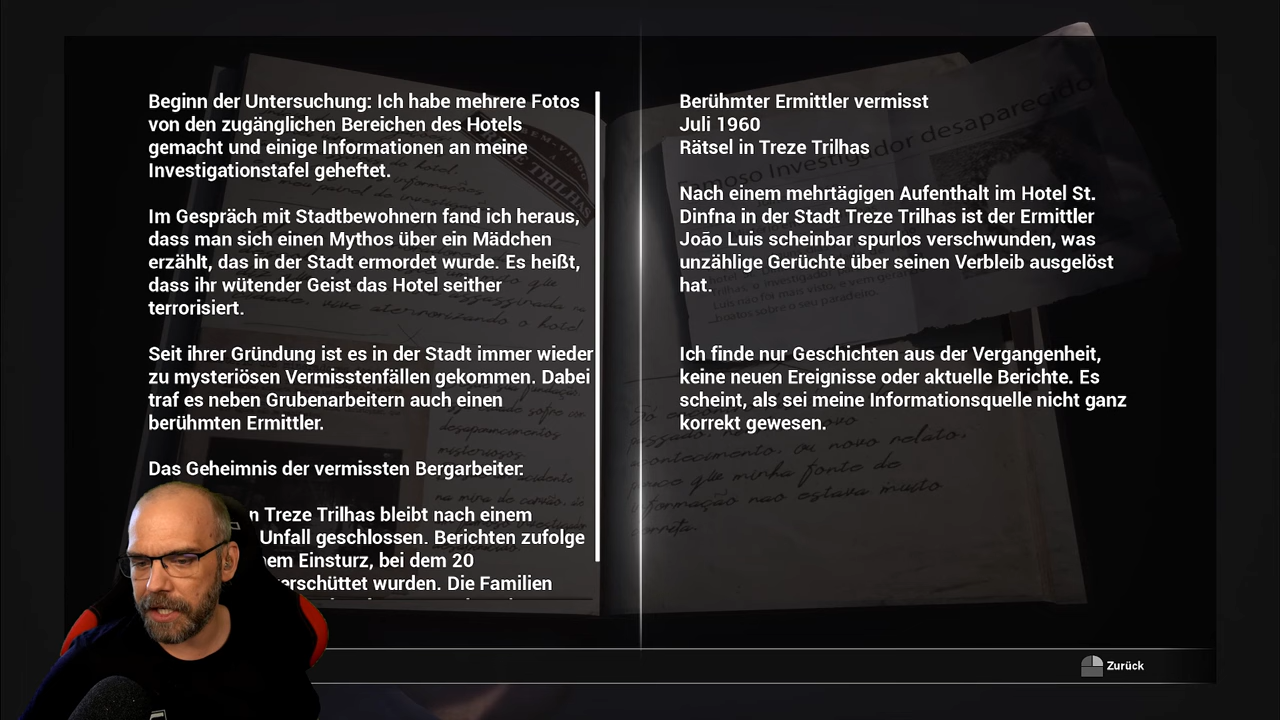 Beginn der Untersuchung: Ich habe mehrere Fotos
von den zugänglichen Bereichen des Hotels
gemacht und einige Informationen an meine
Investigationstafel geheftet.
Im Gespräch mit Stadtbewohnern fand ich heraus,
dass man sich einen Mythos über ein Mädchen
erzählt, das in der Stadt ermordet wurde. Es heißt,
dass ihr wütender Geist das Hotel seither
terrorisiert.
Seit ihrer Gründung ist es in der Stadt immer wieder
zu mysteriösen Vermisstenfällen gekommen. Dabei
traf es neben Grubenarbeitern auch einen
berühmten Ermittler.
Das Geheimnis der vermissten Bergarbeiter:
Treze Trilhas bleibt nach einem
Unfall geschlossen. Berichten zufolge
Einsturz, bei dem 20
wurden. Die Familien
Berühmter Ermittler vermisst
Juli 1960
Rätsel in Treze Trilhas
Nach einem mehrtägigen Aufenthalt im Hotel St.
Dinfna in der Stadt Treze Trilhas ist der Ermittler
João Luis scheinbar spurlos verschwunden, was
unzählige Gerüchte über seinen Verbleib ausgelöst
hat.
Ich finde nur Geschichten aus der Vergangenheit,
keine neuen Ereignisse oder aktuelle Berichte. Es
scheint, als sei meine Informationsquelle nicht ganz
korrekt gewesen.
Famoso Investigador desaparecido
Zurück